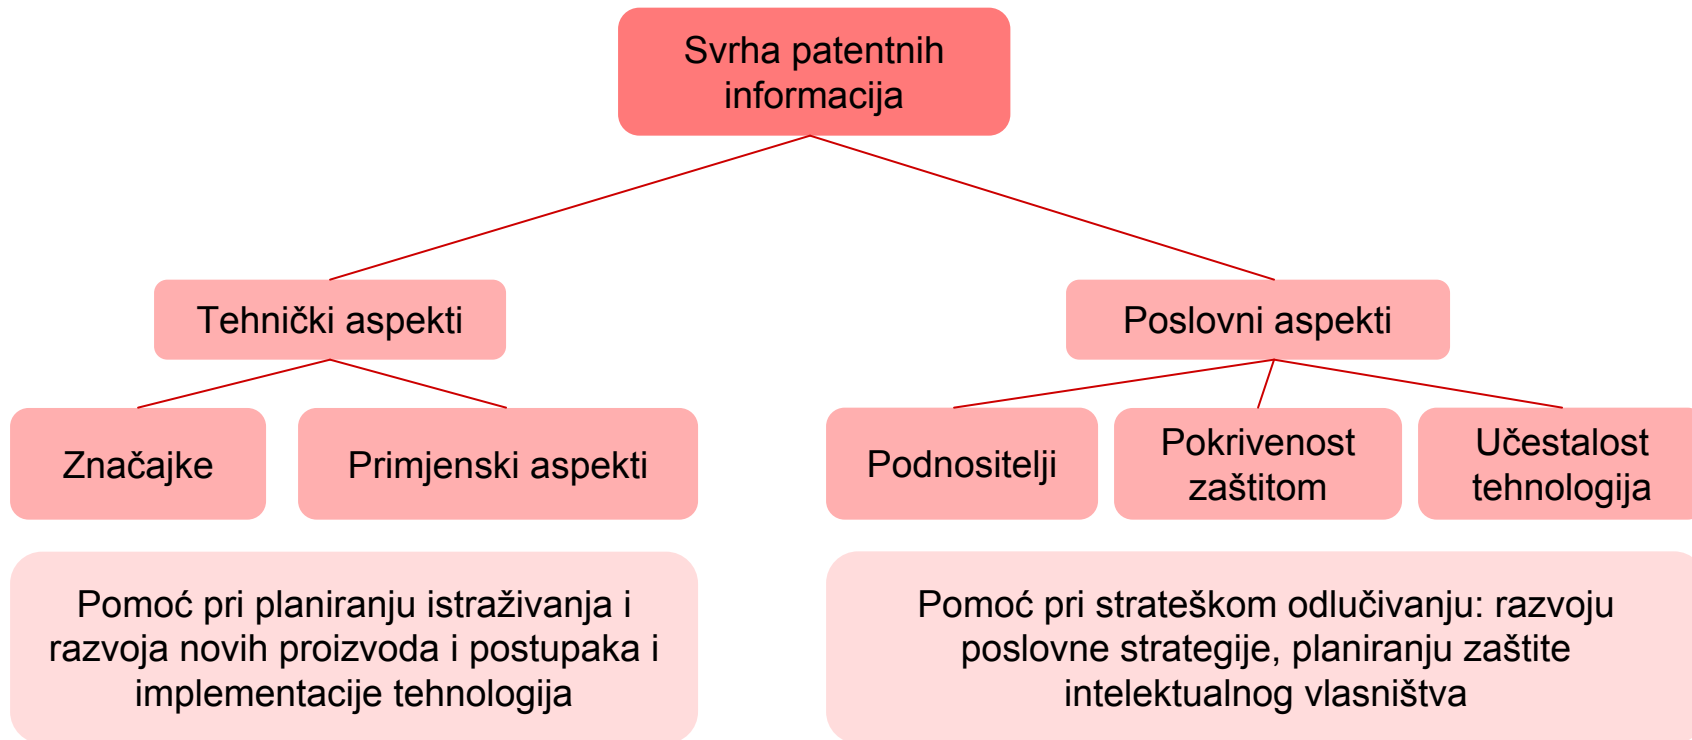 Svrha patentnih
informacija
Tehnički aspekti
Poslovni aspekti
Značajke
Primjenski aspekti
Podnositelji
Pokrivenost
zaštitom
Učestalost
tehnologija
Pomoć pri planiranju istraživanja i
razvoja novih proizvoda i postupaka i
implementacije tehnologija
Pomoć pri strateškom odlučivanju: razvoju
poslovne strategije, planiranju zaštite
intelektualnog vlasništva